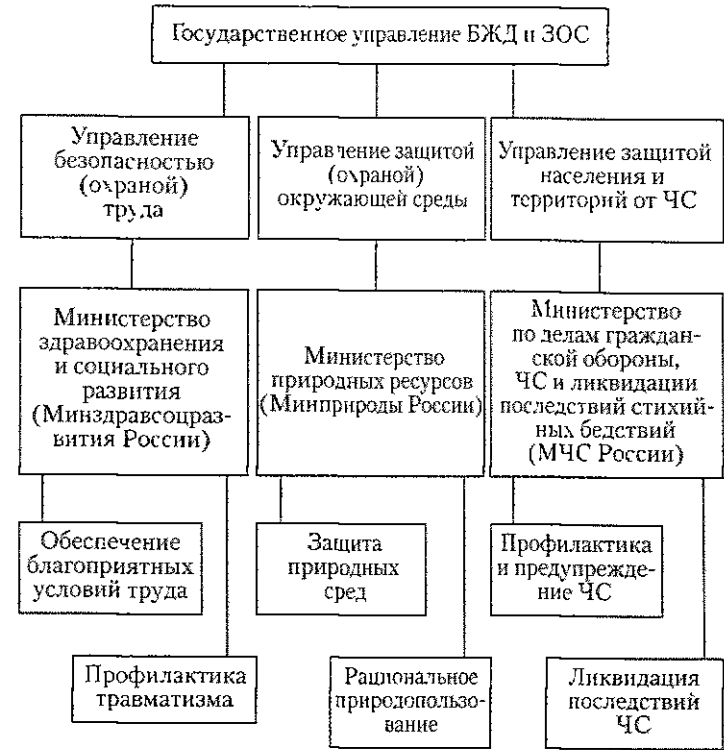 Государственное управление БЖД и ЗОС
Управление
безопасностью
(охраной)
труда
Управление защитой
(охраной)
окружающей среды
Управление защитой
населения и
территорий от ЧС
Министерство
здравоохранения
и социального
развития
(Минздравсоцраз-
вития России)
Министерство
природных ресурсов
(Минприроды России)
Министерство
по делам граждан-
ской обороны,
ЧС и ликвидации
последствий стихий-
ных бедствий
(МЧС России)
Обеспечение
благоприятных
условий труда
Защита
природных
сред
Профилактика
и предупрежде-
ние ЧС
Профилактика
травматизма
Рациональное
природопользо-
вание
Ликвидация
последствий
ЧС